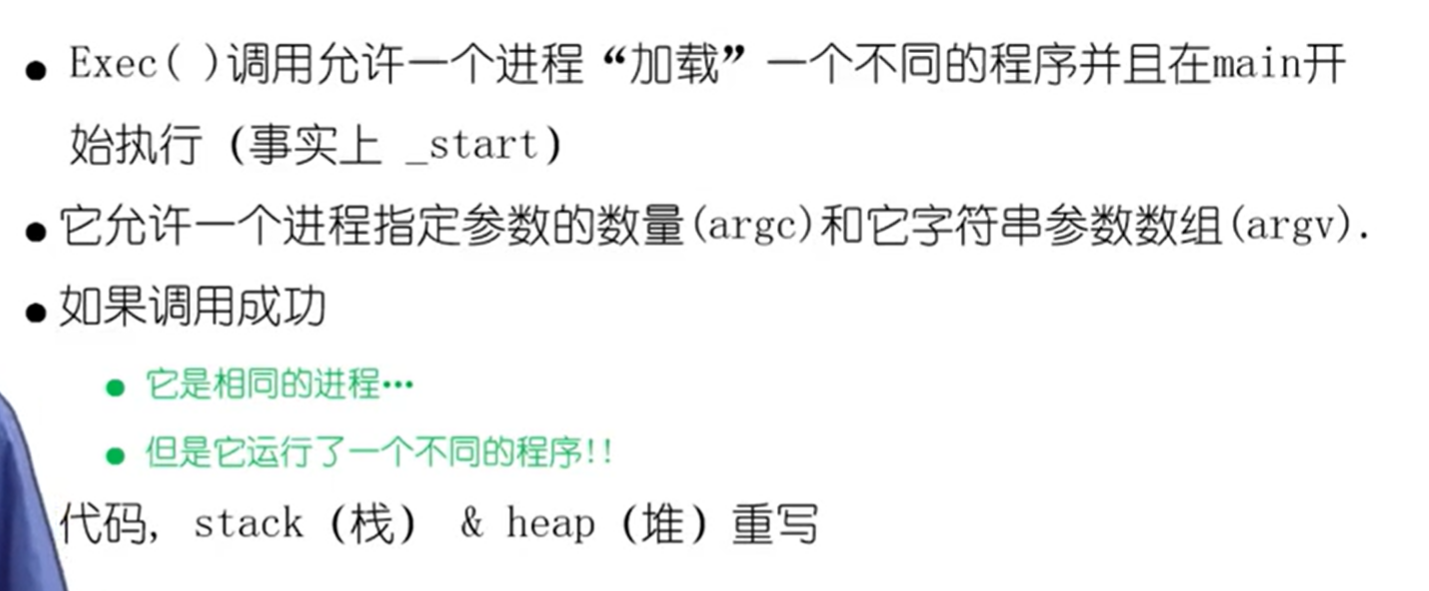 • Exec( )调用允许一个进程“加载”一个不同的程序并且在main开
始执行（事实上 _start）
• 它允许一个进程指定参数的数量(argc)和它字符串参数数组(argv).
• 如果调用成功
• 它是相同的进程…
• 但是它运行了一个不同的程序!!
代码, stack（栈） & heap（堆）重写